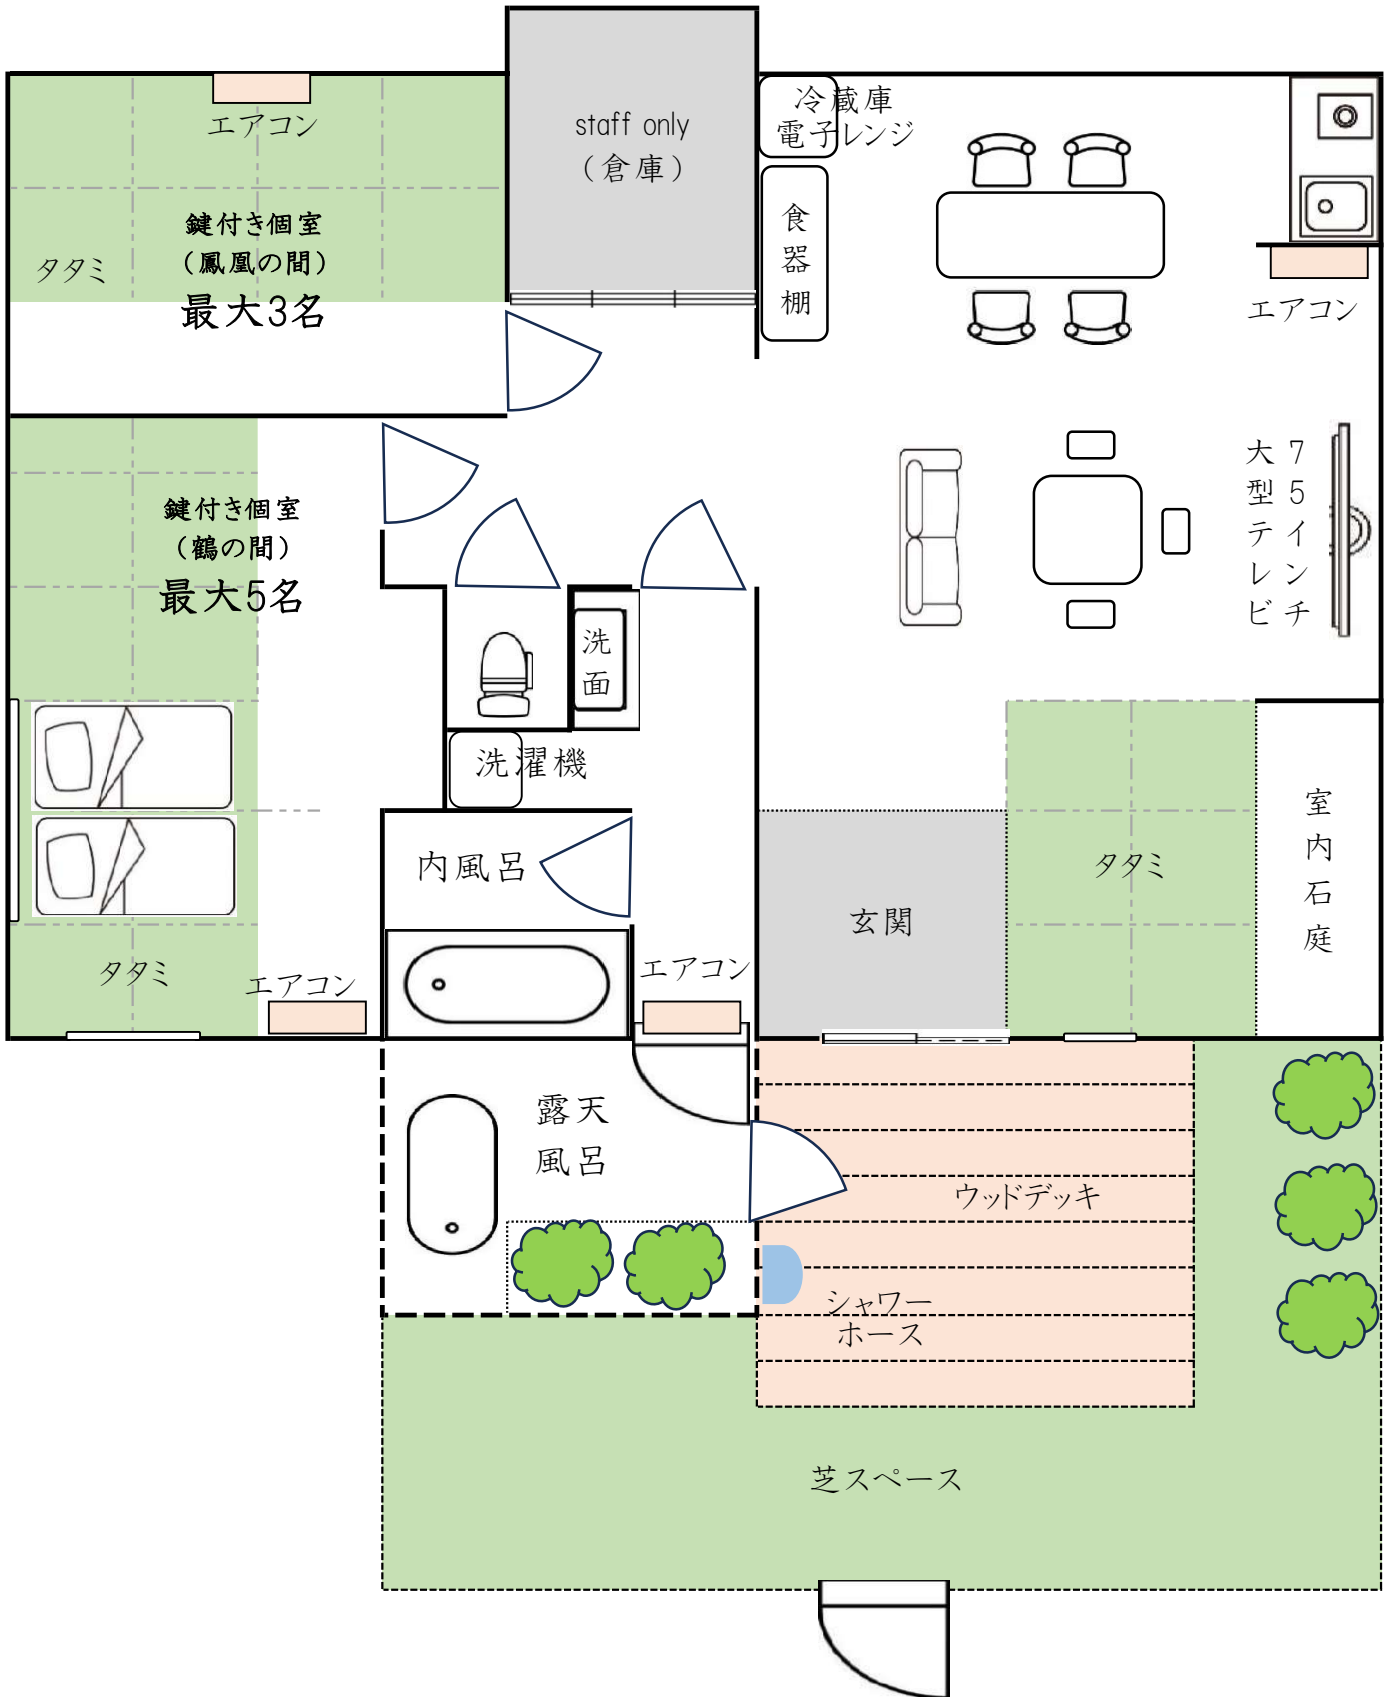 エアコン
鍵付き個室
（鳳凰の間）
最大3名
タタミ
staff only
（倉庫）
冷蔵庫
電子レンジ
食器棚
エアコン
鍵付き個室
（鶴の間）
最大5名
75インチ
大型テレビ
洗面
洗濯機
内風呂
エアコン
タタミ
エアコン
玄関
タタミ
室内石庭
露天
風呂
ウッドデッキ
シャワー
ホース
芝スペース